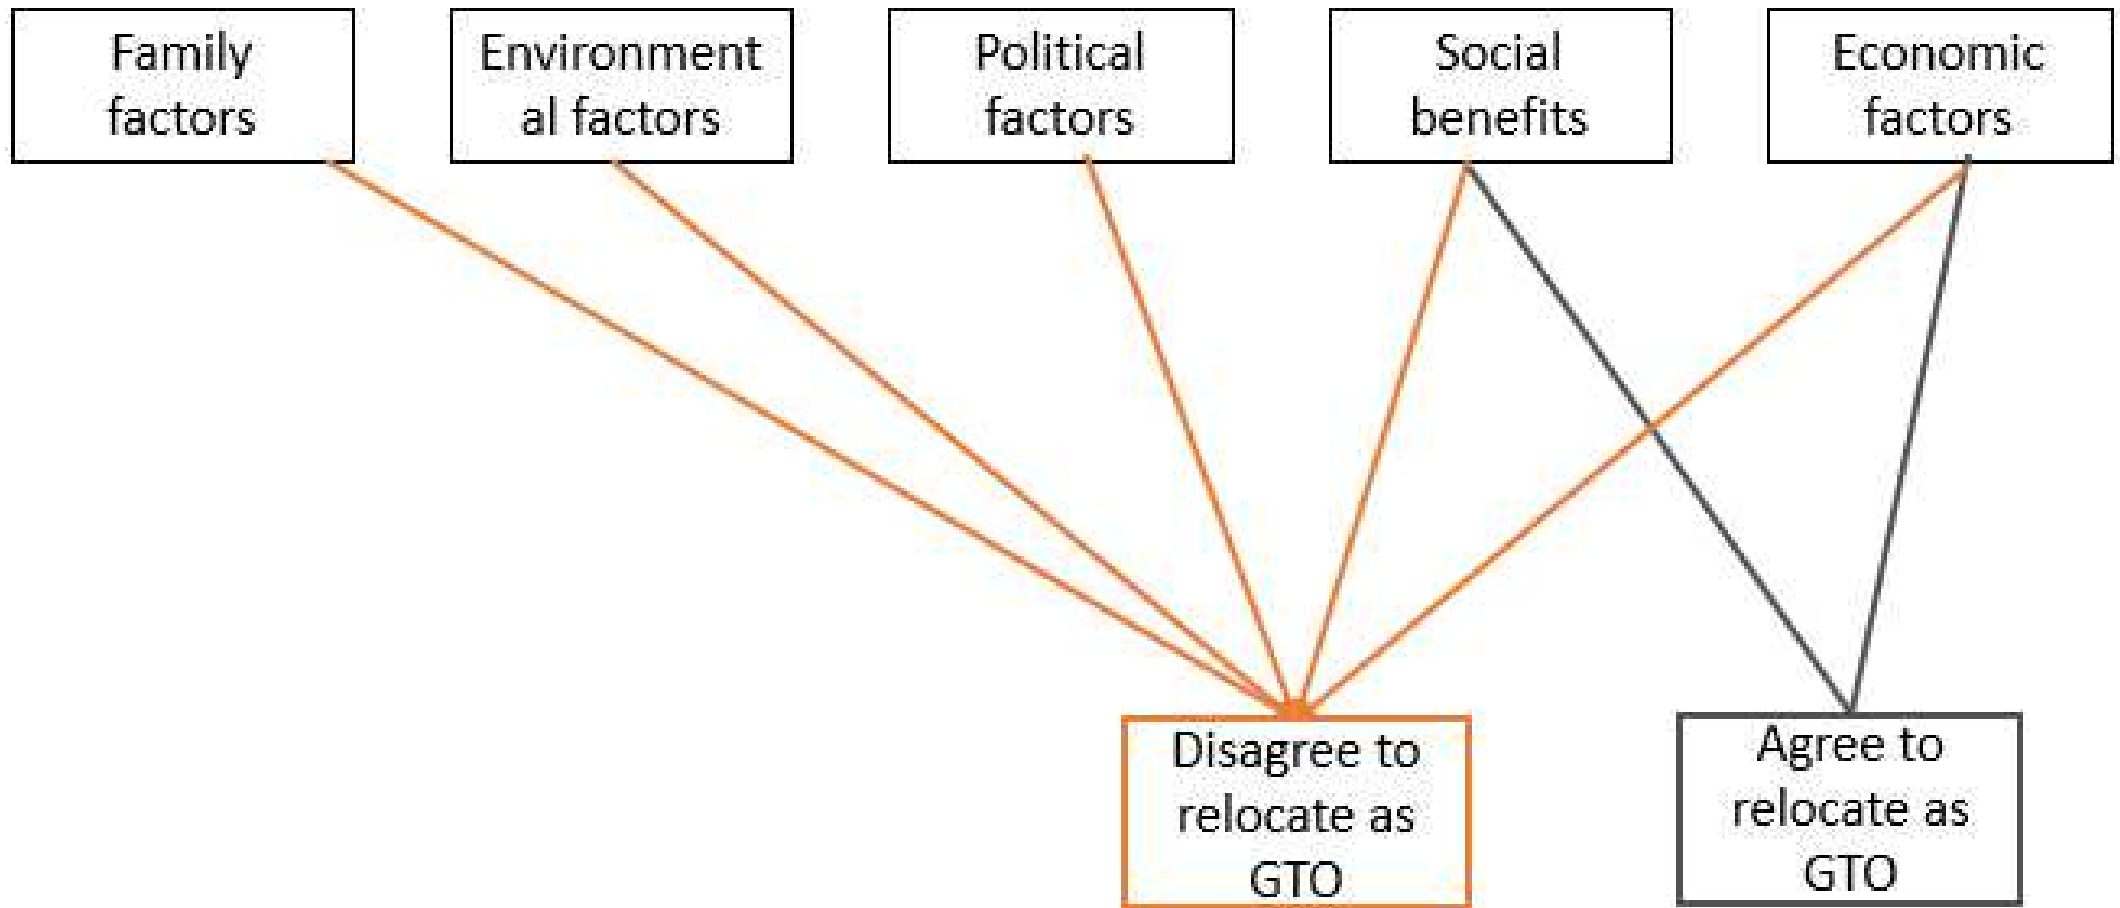 Family
factors
Environment
al factors
Political
factors
Social
benefits
Economic
factors
Disagree to
relocate as
GTO
Agree to
relocate as
GTO